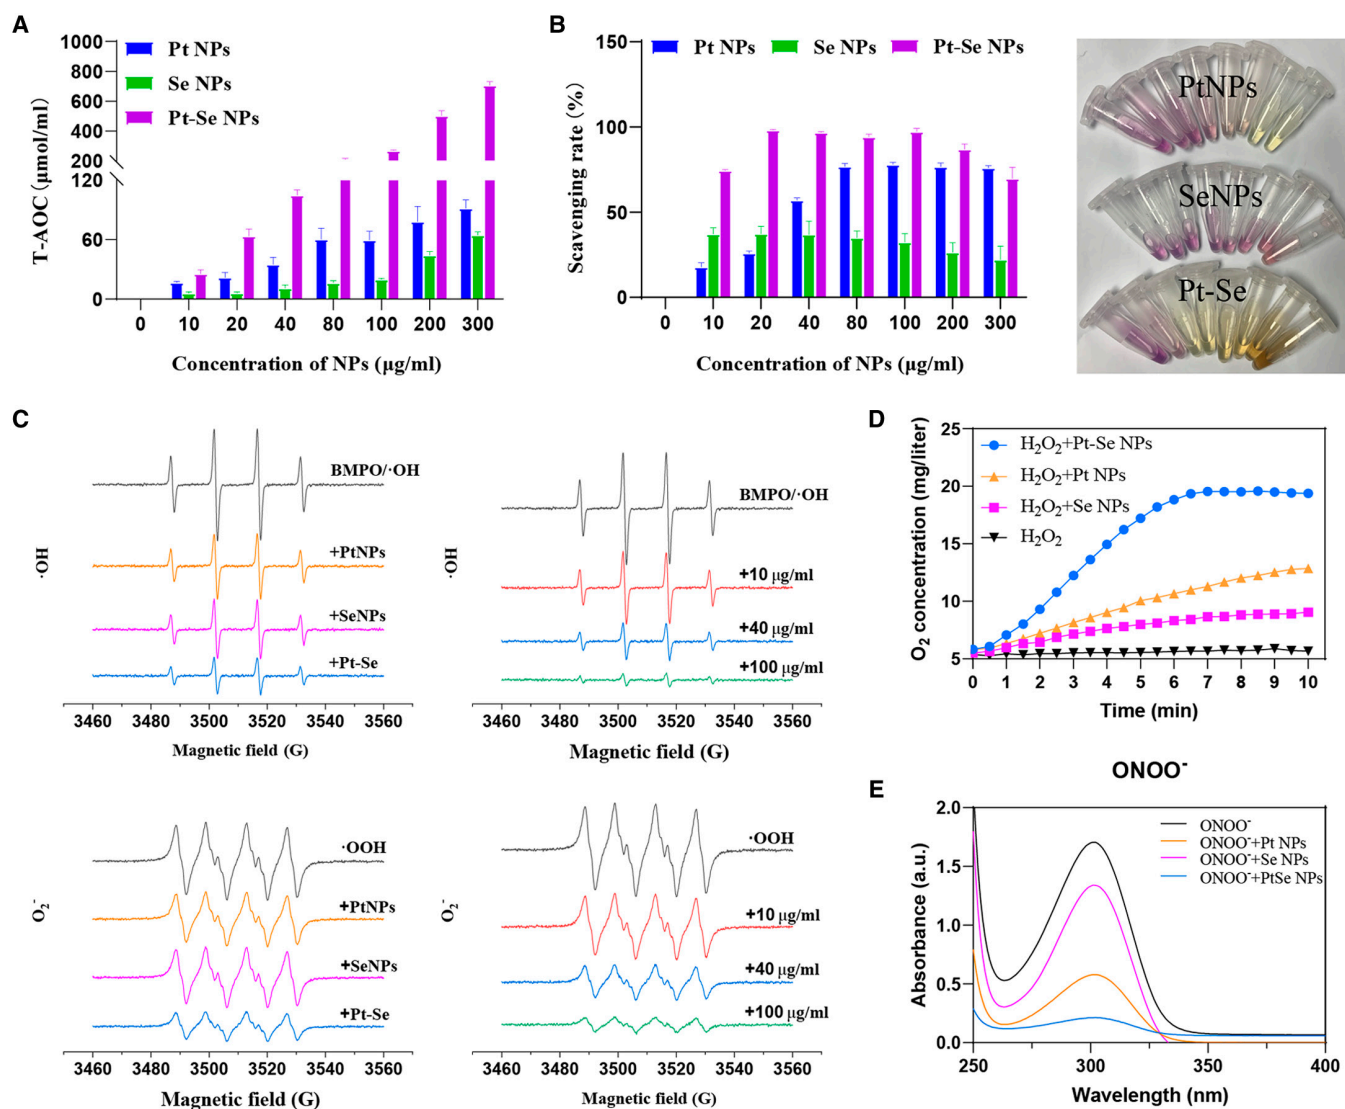 A
1000
800
600
400
200
120
60
0
T-AOC (μmol/ml)
Pt NPs
Se NPs
Pt-Se NPs
0 10 20 40 80 100 200 300
Concentration of NPs (μg/ml)
B
150
100
50
0
Scavenging rate (%)
Pt NPs Se NPs Pt-Se NPs
0 10 20 40 80 100 200 300
Concentration of NPs (μg/ml)
PtNPs
SeNPs
Pt-Se
C
·OH
BMPO/·OH
+PtNPs
+SeNPs
+Pt-Se
3460 3480 3500 3520 3540 3560
Magnetic field (G)
·OH
BMPO/·OH
+10 μg/ml
+40 μg/ml
+100 μg/ml
3460 3480 3500 3520 3540 3560
Magnetic field (G)
O₂⁻
·OOH
+PtNPs
+SeNPs
+Pt-Se
3460 3480 3500 3520 3540 3560
Magnetic field (G)
O₂⁻
·OOH
+10 μg/ml
+40 μg/ml
+100 μg/ml
3460 3480 3500 3520 3540 3560
Magnetic field (G)
D
25
20
15
10
5
O₂ concentration (mg/liter)
H₂O₂+Pt-Se NPs
H₂O₂+Pt NPs
H₂O₂+Se NPs
H₂O₂
0 1 2 3 4 5 6 7 8 9 10
Time (min)
ONOO⁻
E
2.0
1.5
1.0
0.5
0.0
Absorbance (a.u.)
ONOO⁻
ONOO⁻+Pt NPs
ONOO⁻+Se NPs
ONOO⁻+PtSe NPs
250 300 350 400
Wavelength (nm)